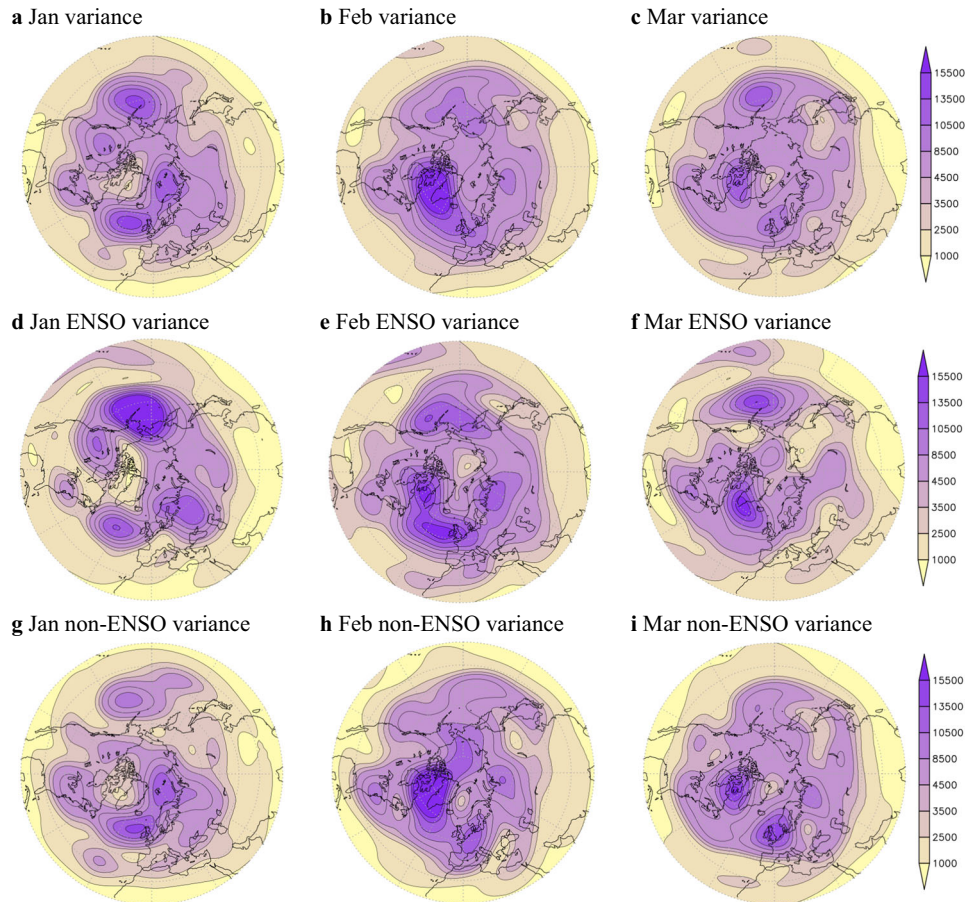 a Jan variance
b Feb variance
c Mar variance
15500
13500
10500
8500
4500
3500
2500
1000
d Jan ENSO variance
e Feb ENSO variance
f Mar ENSO variance
15500
13500
10500
8500
4500
3500
2500
1000
g Jan non-ENSO variance
h Feb non-ENSO variance
i Mar non-ENSO variance
15500
13500
10500
8500
4500
3500
2500
1000